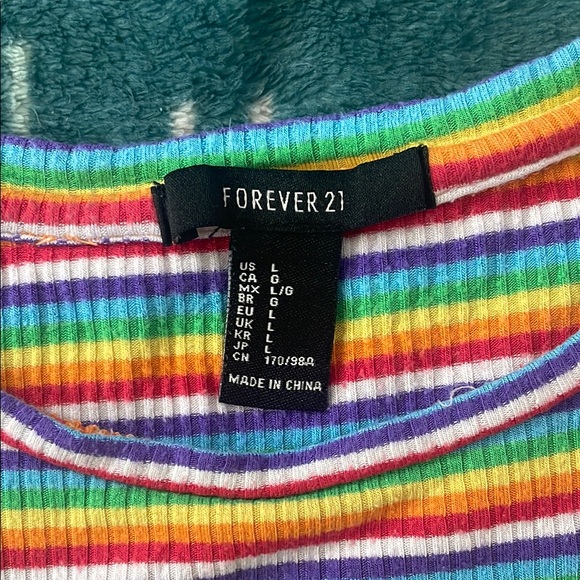 FOREVER 21
US L
CA G
MX L/G
BR G
EU L
UK L
KR L
JP L
CN 170/98A
MADE IN CHINA